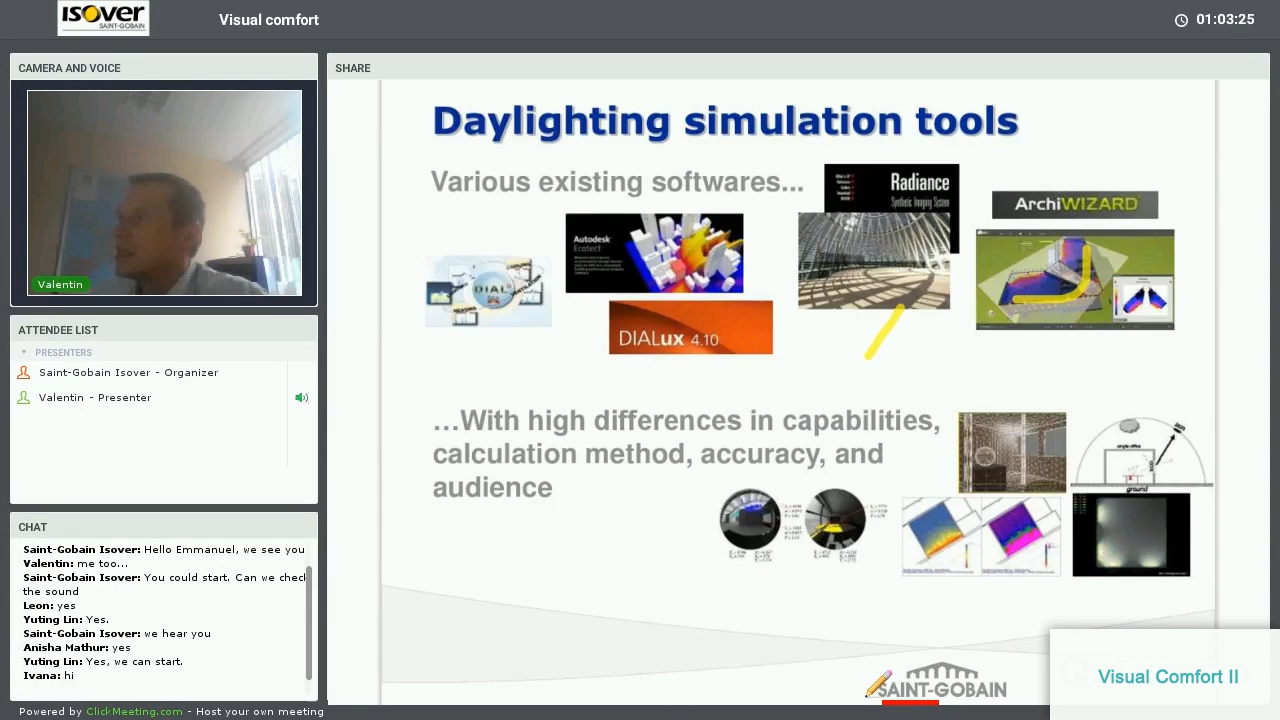 isover
SAINT-GOBAIN
Visual comfort
01:03:25
CAMERA AND VOICE
Valentin
ATTENDEE LIST
PRESENTERS
Saint-Gobain Isover - Organizer
Valentin - Presenter
CHAT
Saint-Gobain Isover: Hello Emmanuel, we see you
Valentin: me too...
Saint-Gobain Isover: You could start. Can we chec
the sound
Leon: yes
Yuting Lin: Yes.
Saint-Gobain Isover: we hear you
Anisha Mathur: yes
Yuting Lin: Yes, we can start.
Ivana: hi
Powered by ClickMeeting.com - Host your own meeting
SHARE
Daylighting simulation tools
Various existing softwares...
Radiance
Synthetic Imaging System
ArchiWIZARD
Autodesk
Ecotect
DIAL
DIALux 4.10
...With high differences in capabilities,
calculation method, accuracy, and
audience
ground
SAINT-GOBAIN
Visual Comfort II